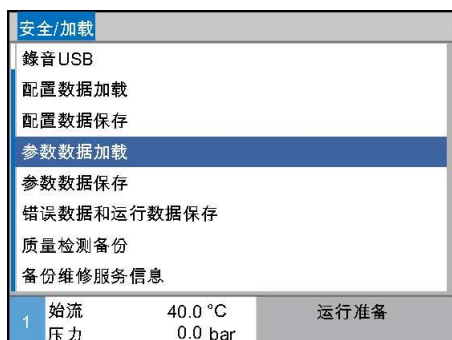 安全/加载
錄音USB
配置数据加载
配置数据保存
参数数据加载
参数数据保存
错误数据和运行数据保存
质量检测备份
备份维修服务信息
1 始流 40.0 °C 运行准备
压力 0.0 bar